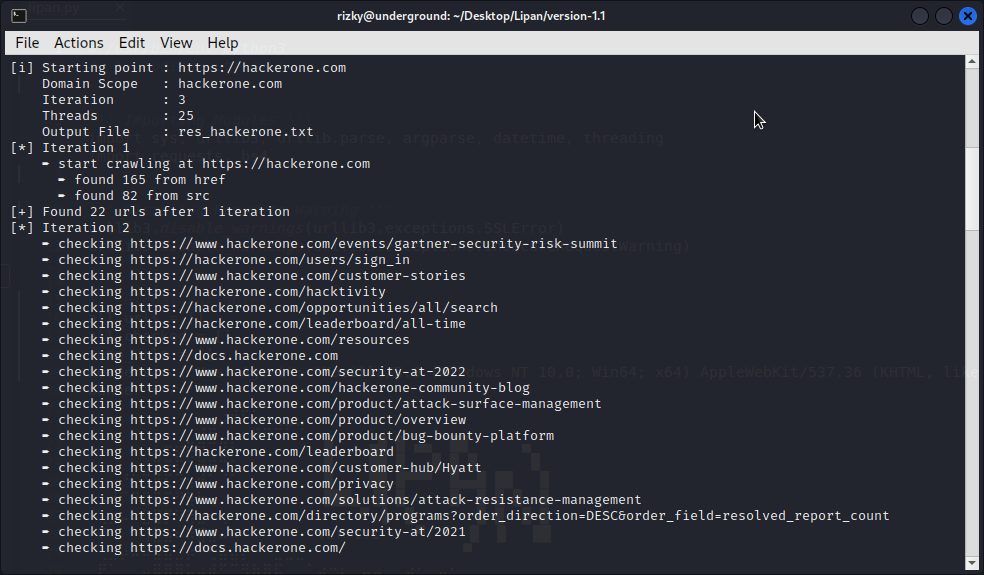 rizky@underground: ~/Desktop/Lipan/version-1.1
File Actions Edit View Help
[i] Starting point : https://hackerone.com
Domain Scope : hackerone.com
Iteration : 3
Threads : 25
Output File : res_hackerone.txt
[*] Iteration 1
- start crawling at https://hackerone.com
- found 165 from href
- found 82 from src
[+] Found 22 urls after 1 iteration
[*] Iteration 2
- checking https://www.hackerone.com/events/gartner-security-risk-summit
- checking https://hackerone.com/users/sign_in
- checking https://www.hackerone.com/customer-stories
- checking https://hackerone.com/hacktivity
- checking https://hackerone.com/opportunities/all/search
- checking https://hackerone.com/leaderboard/all-time
- checking https://www.hackerone.com/resources
- checking https://docs.hackerone.com
- checking https://www.hackerone.com/security-at-2022
- checking https://www.hackerone.com/hackerone-community-blog
- checking https://www.hackerone.com/product/attack-surface-management
- checking https://www.hackerone.com/product/overview
- checking https://www.hackerone.com/product/bug-bounty-platform
- checking https://hackerone.com/leaderboard
- checking https://www.hackerone.com/customer-hub/Hyatt
- checking https://www.hackerone.com/privacy
- checking https://www.hackerone.com/solutions/attack-resistance-management
- checking https://hackerone.com/directory/programs?order_direction=DESC&order_field=resolved_report_count
- checking https://www.hackerone.com/security-at/2021
- checking https://docs.hackerone.com/